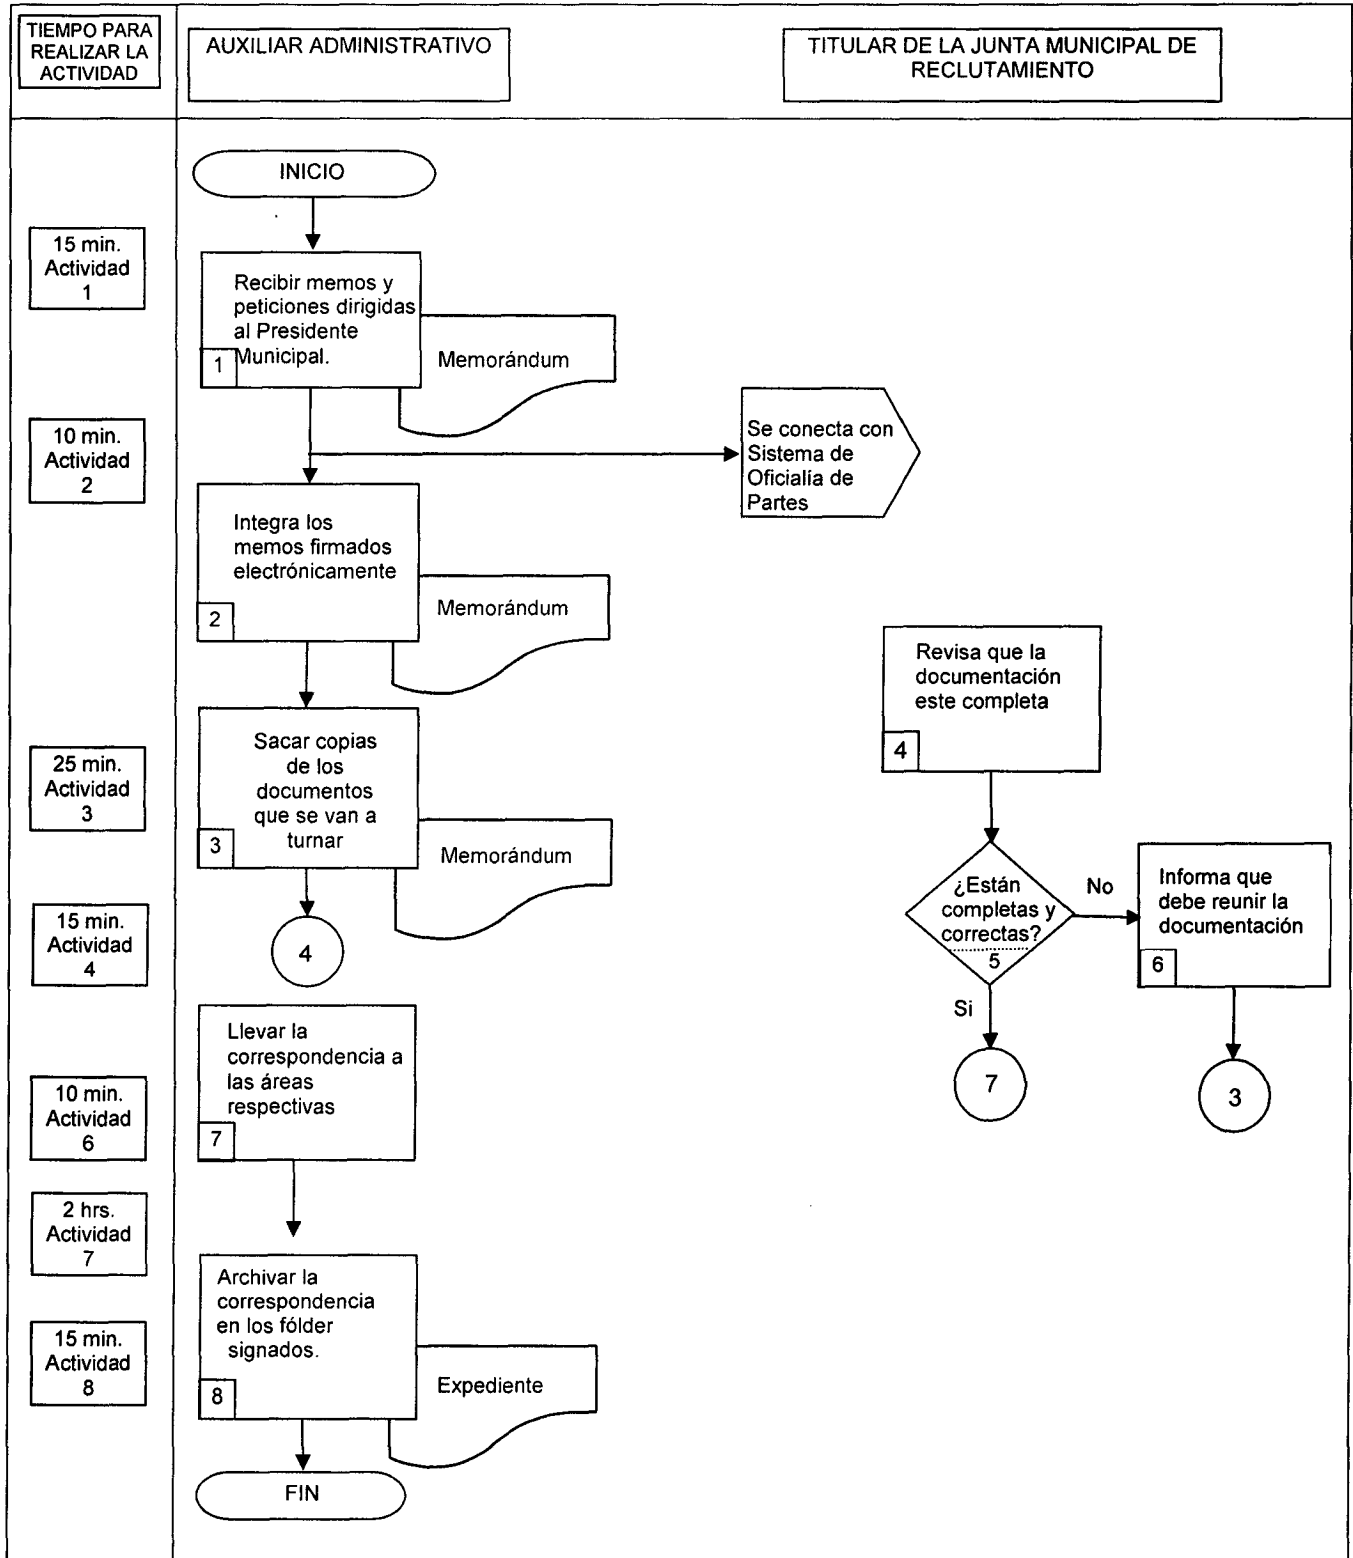 TIEMPO PARA
REALIZAR LA
ACTIVIDAD
AUXILIAR ADMINISTRATIVO
TITULAR DE LA JUNTA MUNICIPAL DE
RECLUTAMIENTO
INICIO
15 min.
Actividad
1
Recibir memos y
peticiones dirigidas
al Presidente
Municipal.
1
Memorándum
10 min.
Actividad
2
Se conecta con
Sistema de
Oficialía de
Partes
Integra los
memos firmados
electrónicamente
2
Memorándum
Revisa que la
documentación
este completa
4
25 min.
Actividad
3
Sacar copias
de los
documentos
que se van a
turnar
3
Memorándum
¿Están
completas y
correctas?
5
No
Si
Informa que
debe reunir la
documentación
6
15 min.
Actividad
4
4
7
3
Llevar la
correspondencia a
las áreas
respectivas
7
10 min.
Actividad
6
2 hrs.
Actividad
7
Archivar la
correspondencia
en los fólder
signados.
8
Expediente
15 min.
Actividad
8
FIN